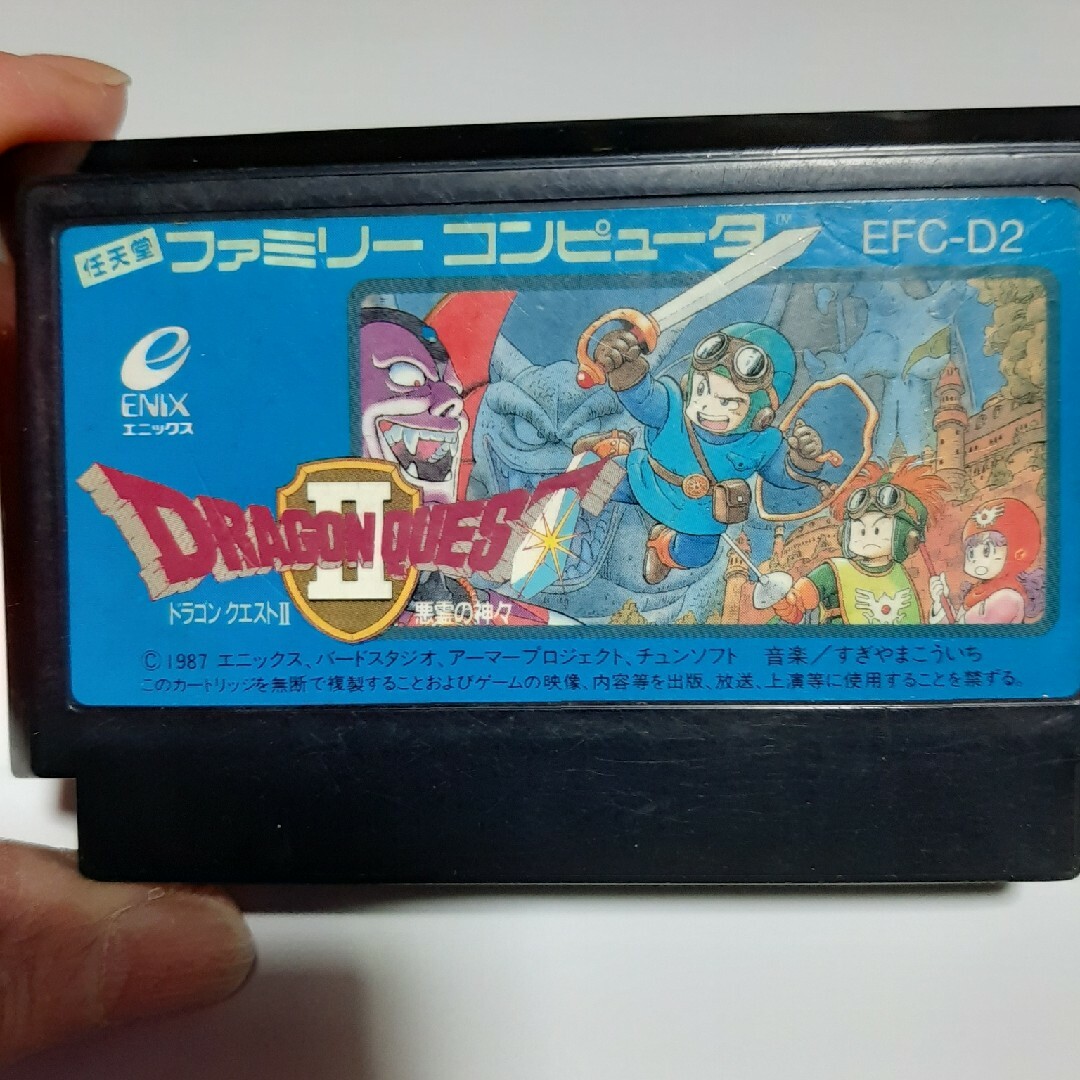 任天堂 ファミリー コンピュータ™ EFC-D2
ENIX
エニックス
DRAGON QUEST
II
ドラゴン クエストII 悪霊の神々
© 1987 エニックス、バードスタジオ、アーマープロジェクト、チュンソフト 音楽／すぎやまこういち
このカートリッジを無断で複製することおよびゲームの映像、内容等を出版、放送、上演等に使用することを禁ずる。